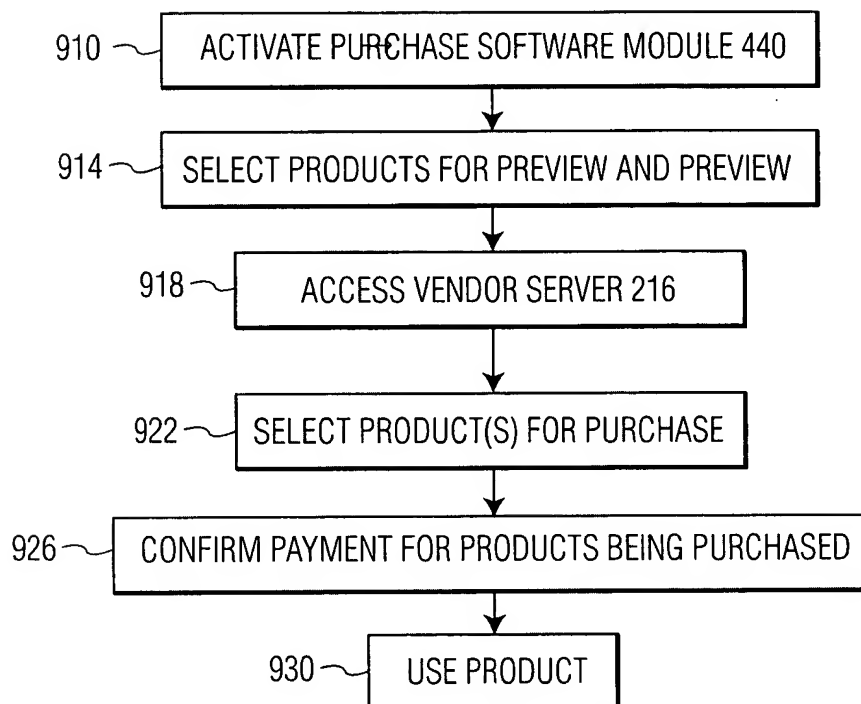 910 ACTIVATE PURCHASE SOFTWARE MODULE 440
914 SELECT PRODUCTS FOR PREVIEW AND PREVIEW
918 ACCESS VENDOR SERVER 216
922 SELECT PRODUCT(S) FOR PURCHASE
926 CONFIRM PAYMENT FOR PRODUCTS BEING PURCHASED
930 USE PRODUCT